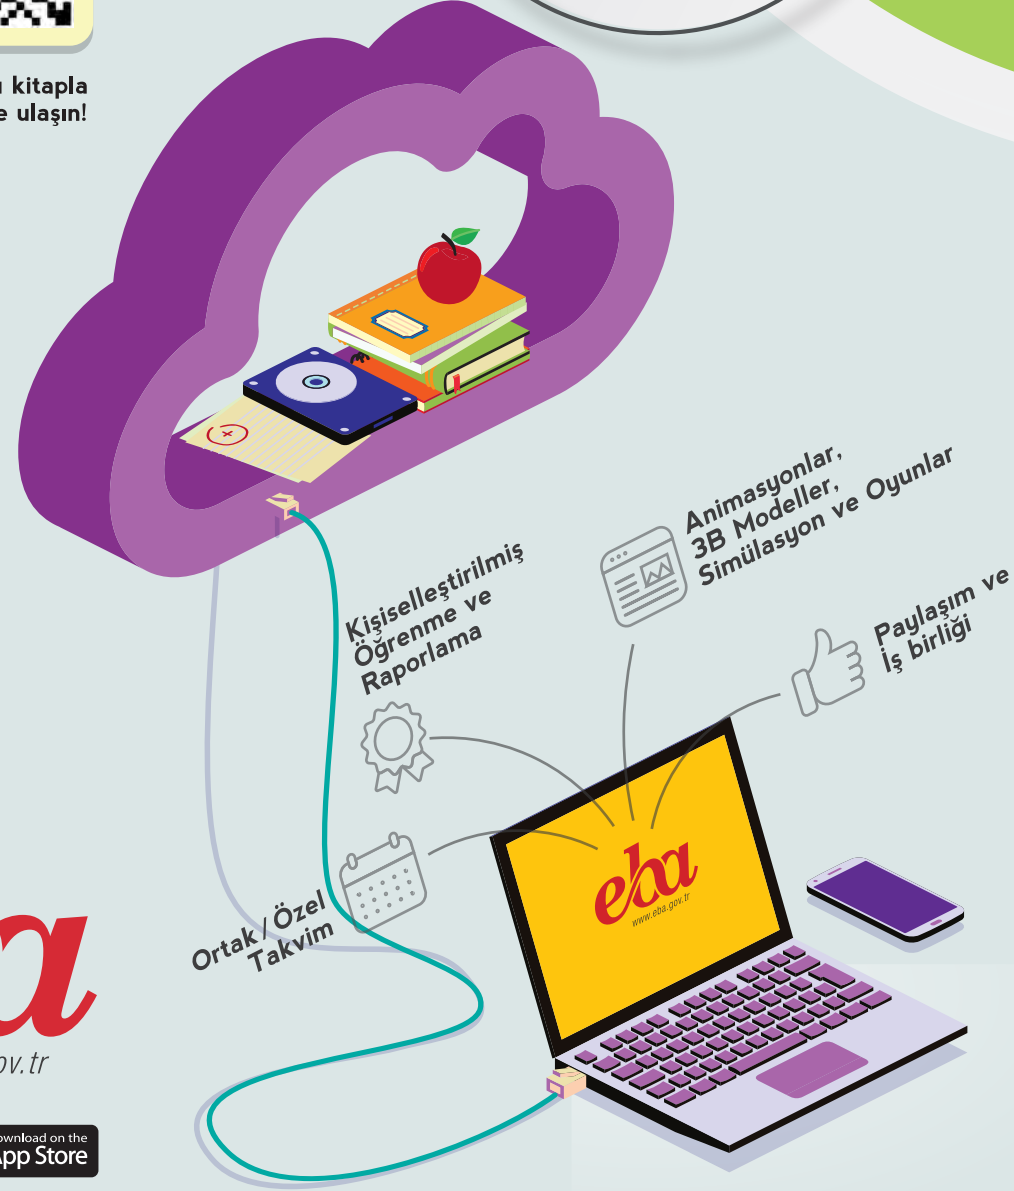 kitapla
e ulaşın!
Animasyonlar,
3B Modeller,
Simülasyon ve Oyunlar
Kişiselleştirilmiş
Öğrenme ve
Raporlama
Paylaşım ve
İş birliği
eba
www.eba.gov.tr
Ortak / Özel
Takvim
a
ov.tr
ownload on the
App Store